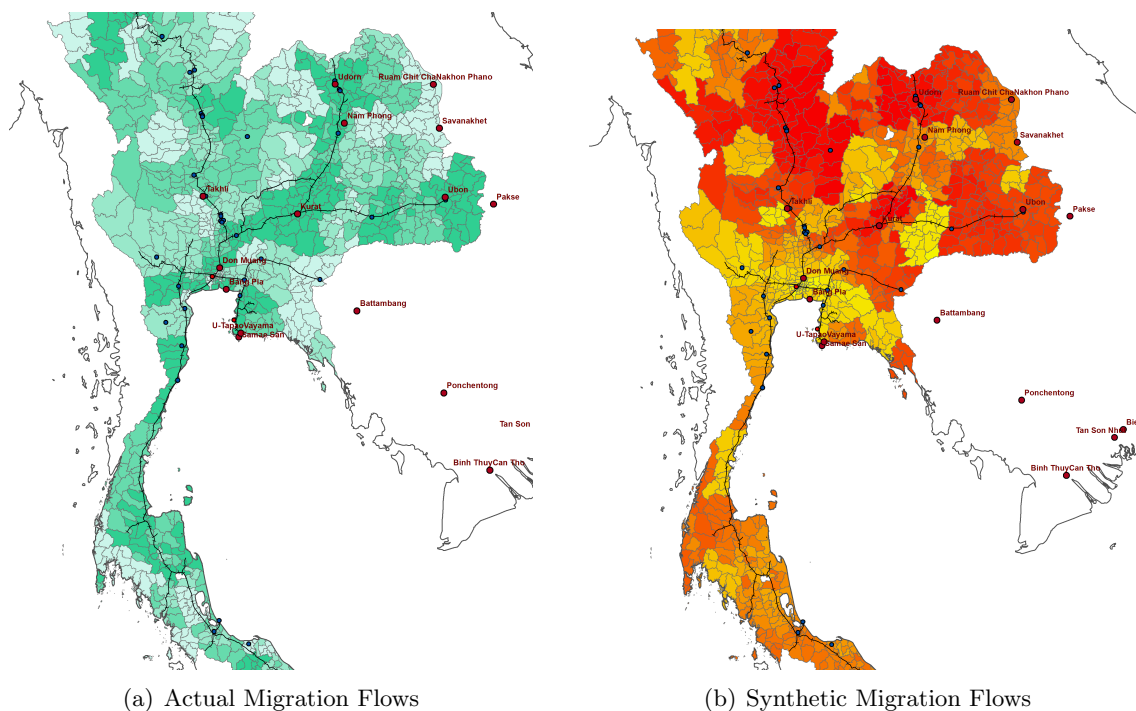 Udorn
Ruam Chit ChaNakhon Phano
Nam Phong
Savanakhet
Takhli
Ubon
Pakse
Kurat
Don Muang
Bang Pla
Battambang
U-TapaoVayama
Samae San
Ponchentong
Tan Son
Binh ThuyCan Tho
(a) Actual Migration Flows
Udorn
Ruam Chit ChaNakhon Phano
Nam Phong
Savanakhet
Takhli
Ubon
Pakse
Kurat
Don Muang
Bang Pla
Battambang
U-TapaoVayama
Samae San
Ponchentong
Bie
Tan Son Nhut
Binh ThuyCan Tho
(b) Synthetic Migration Flows